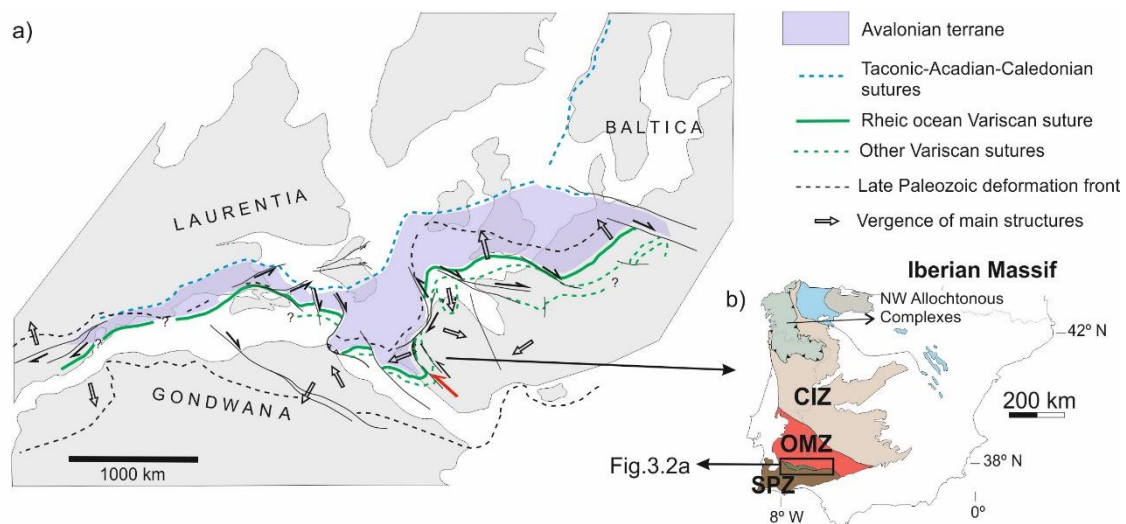 a)
LAURENTIA
GONDWANA
BALTICA
1000 km
?
?
?
?
Avalonian terrane
Taconic-Acadian-Caledonian
sutures
Rheic ocean Variscan suture
Other Variscan sutures
Late Paleozoic deformation front
Vergence of main structures
b)
Iberian Massif
NW Allochtonous
Complexes
42º N
CIZ
200 km
OMZ
Fig.3.2a
SPZ
38º N
8º W
0º